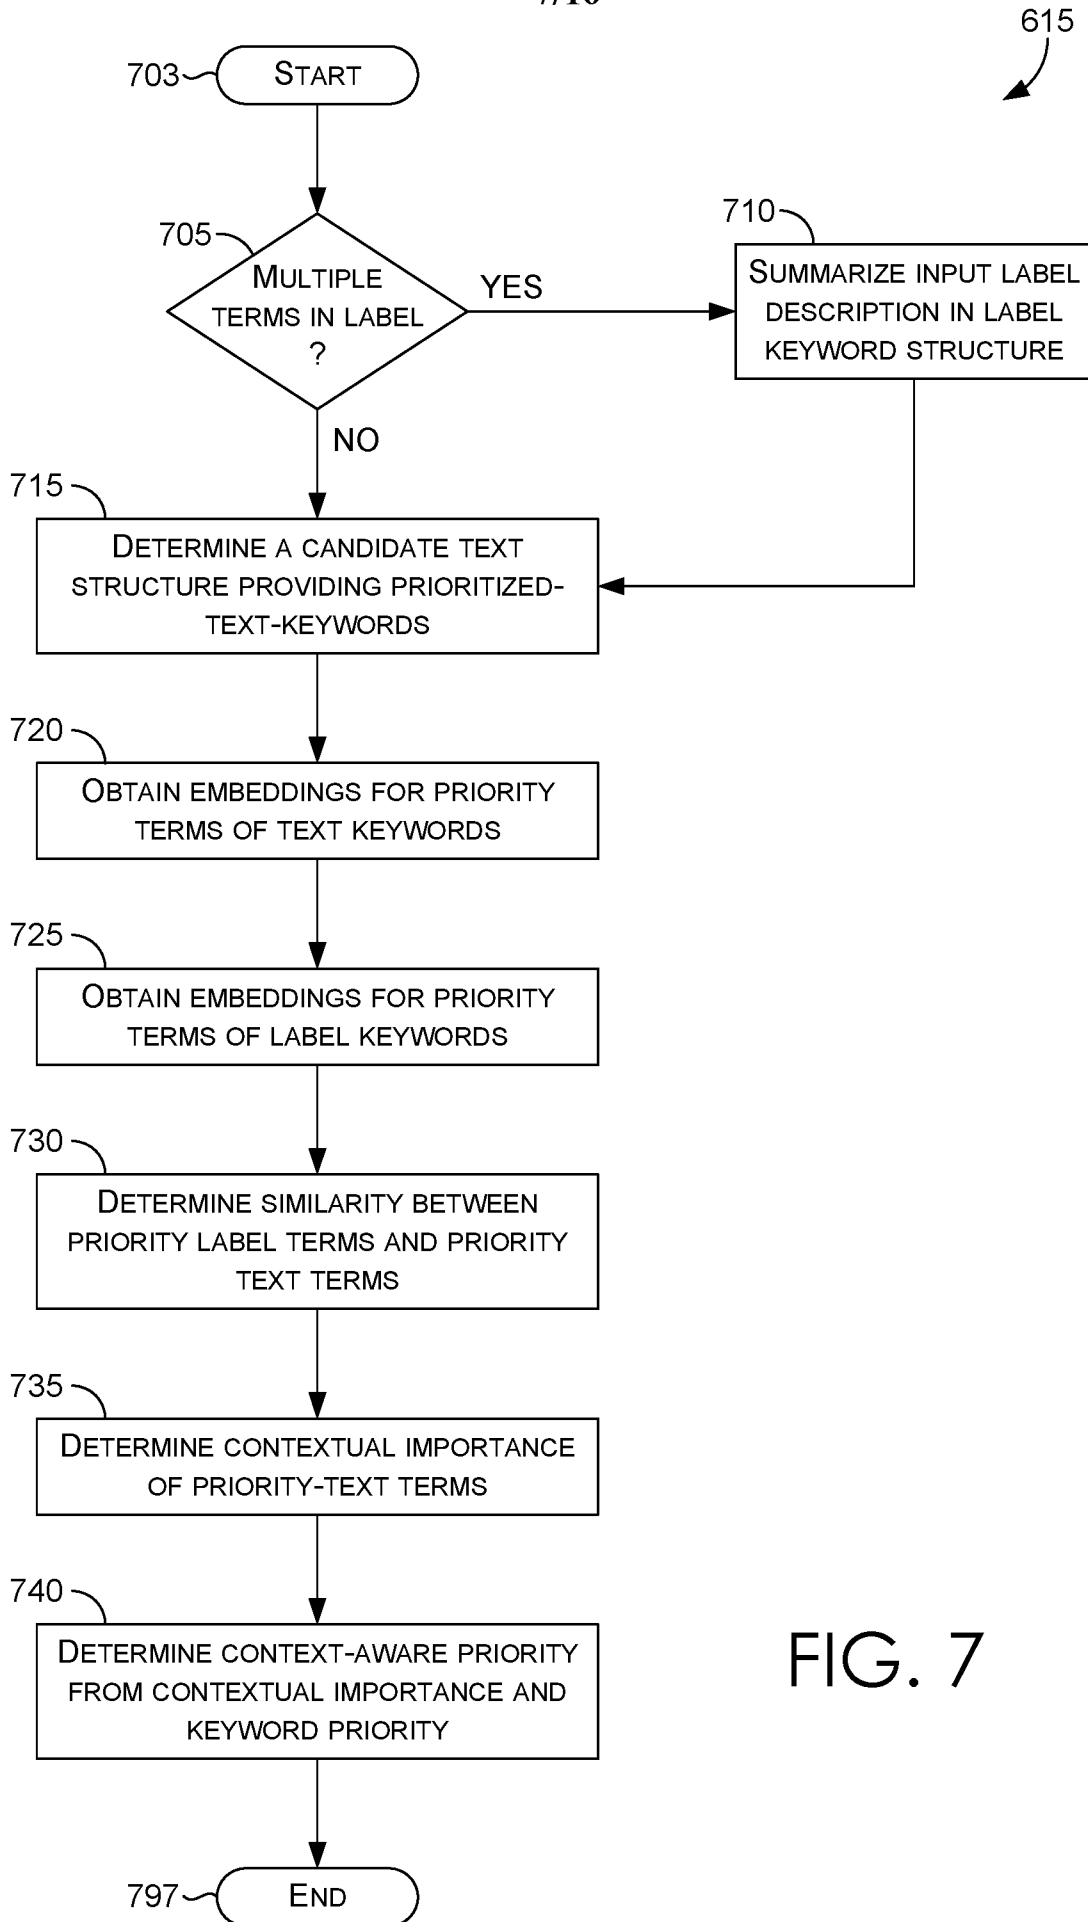 7/10
615
703
START
705
MULTIPLE
TERMS IN LABEL
?
YES
710
SUMMARIZE INPUT LABEL
DESCRIPTION IN LABEL
KEYWORD STRUCTURE
NO
715
DETERMINE A CANDIDATE TEXT
STRUCTURE PROVIDING PRIORITIZED-
TEXT-KEYWORDS
720
OBTAIN EMBEDDINGS FOR PRIORITY
TERMS OF TEXT KEYWORDS
725
OBTAIN EMBEDDINGS FOR PRIORITY
TERMS OF LABEL KEYWORDS
730
DETERMINE SIMILARITY BETWEEN
PRIORITY LABEL TERMS AND PRIORITY
TEXT TERMS
735
DETERMINE CONTEXTUAL IMPORTANCE
OF PRIORITY-TEXT TERMS
740
DETERMINE CONTEXT-AWARE PRIORITY
FROM CONTEXTUAL IMPORTANCE AND
KEYWORD PRIORITY
FIG. 7
797
END